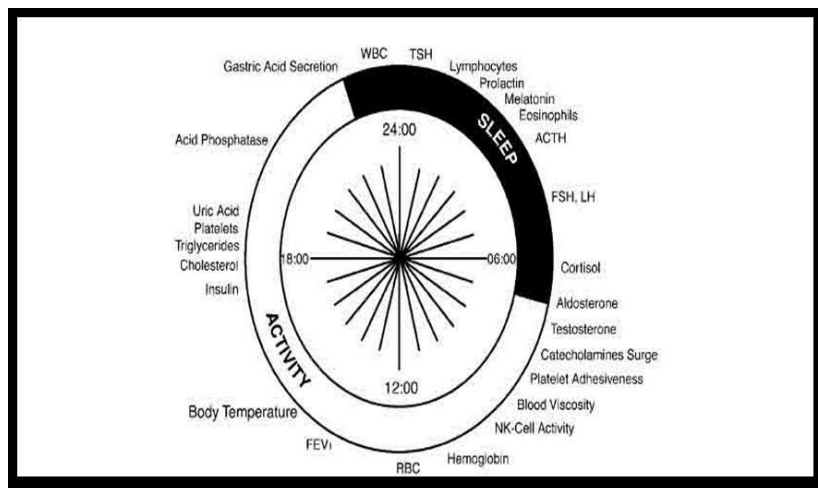 WBC
TSH
Gastric Acid Secretion
Lymphocytes
Prolactin
Melatonin
Eosinophils
ACTH
SLEEP
24:00
Acid Phosphatase
FSH, LH
Uric Acid
Platelets
Triglycerides
Cholesterol
Insulin
18:00
06:00
Cortisol
Aldosterone
Testosterone
Catecholamines Surge
Platelet Adhesiveness
Blood Viscosity
NK-Cell Activity
ACTIVITY
12:00
Body Temperature
FEV₁
RBC
Hemoglobin